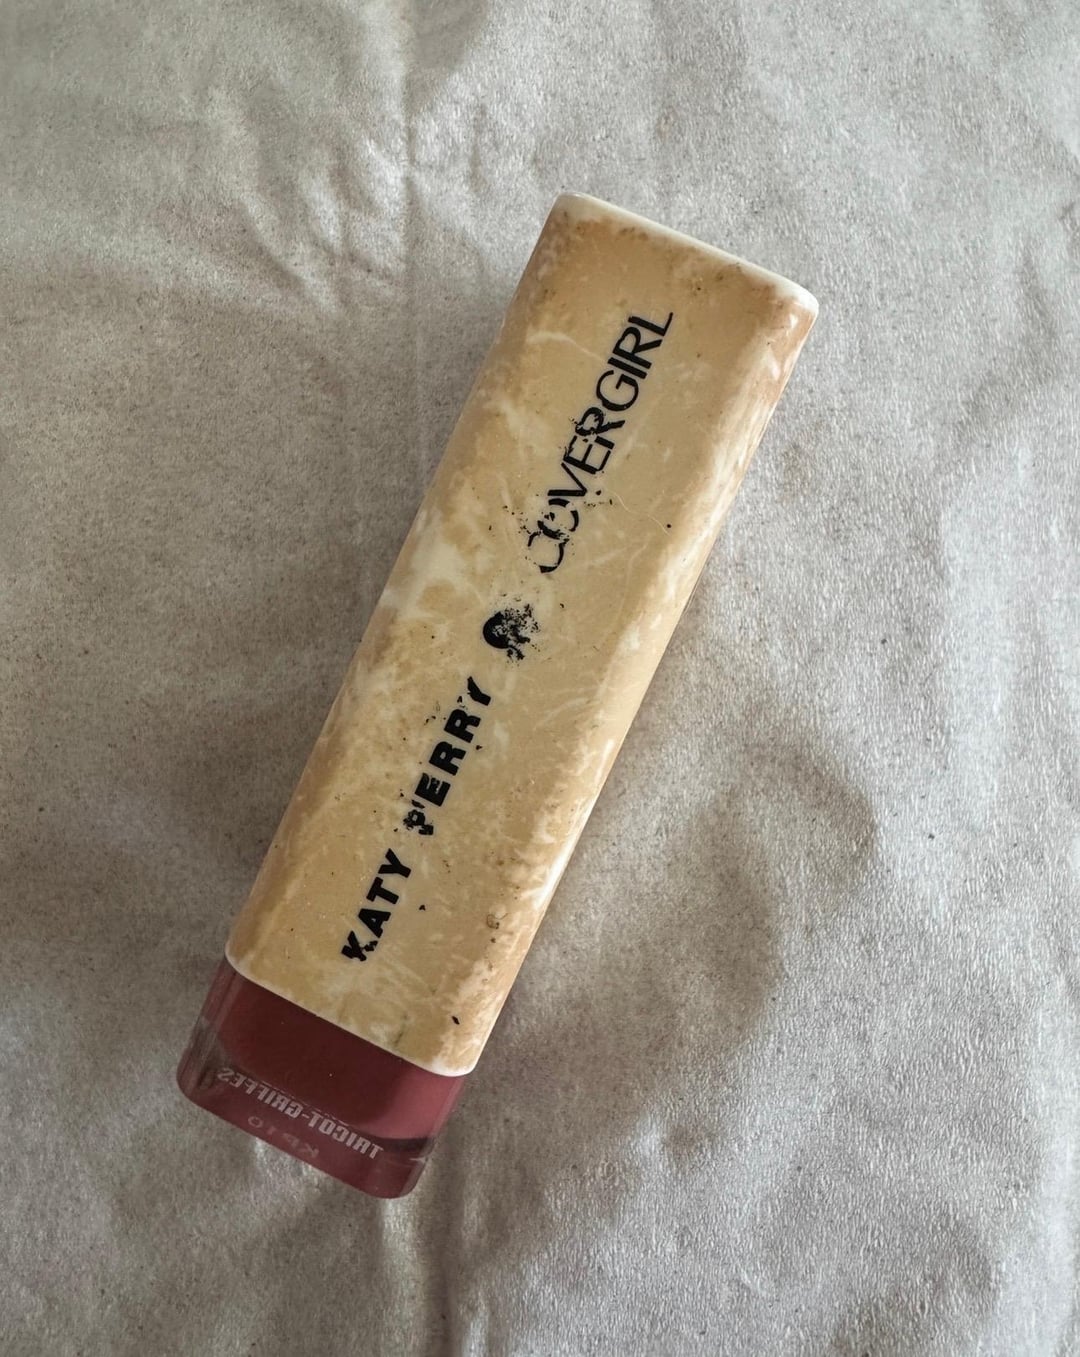 KATY PERRY COVERGIRL
TRICOT-GRIFFES
KP10